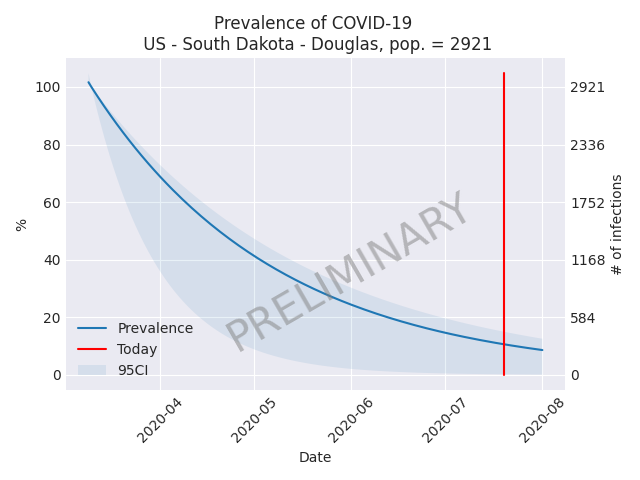 Prevalence of COVID-19
US - South Dakota - Douglas, pop. = 2921
100
80
60
40
20
0
%
2921
2336
1752
1168
584
0
# of infections
PRELIMINARY
Prevalence
Today
95CI
2020-04
2020-05
2020-06
2020-07
2020-08
Date